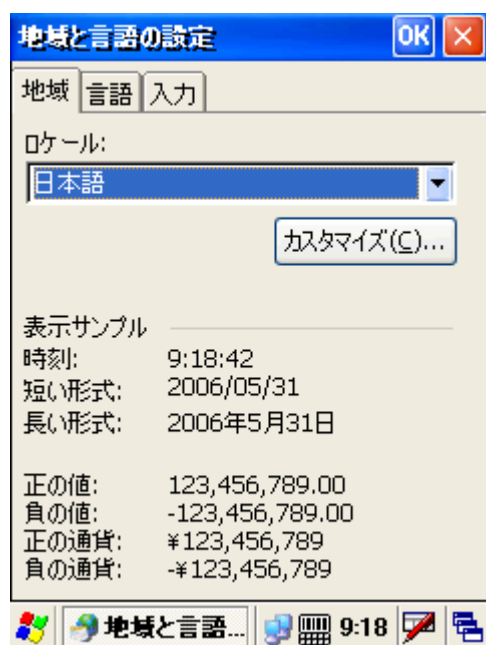 地域と言語の設定 OK
地域 言語 入力
ロケール:
日本語
カスタマイズ(C)...
表示サンプル
時刻: 9:18:42
短い形式: 2006/05/31
長い形式: 2006年5月31日
正の値: 123,456,789.00
負の値: -123,456,789.00
正の通貨: ¥123,456,789
負の通貨: -¥123,456,789
地域と言語... 9:18